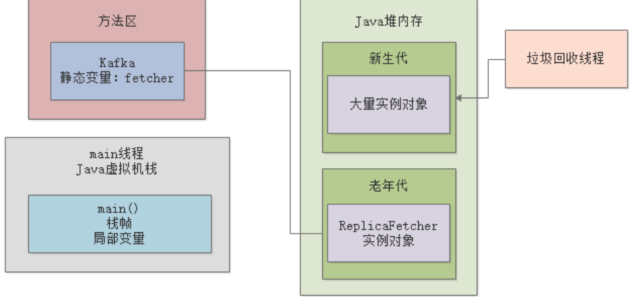 方法区
Kafka
静态变量：fetcher
main线程
Java虚拟机栈
main()
栈帧
局部变量
Java堆内存
新生代
大量实例对象
老年代
ReplicaFetcher
实例对象
垃圾回收线程